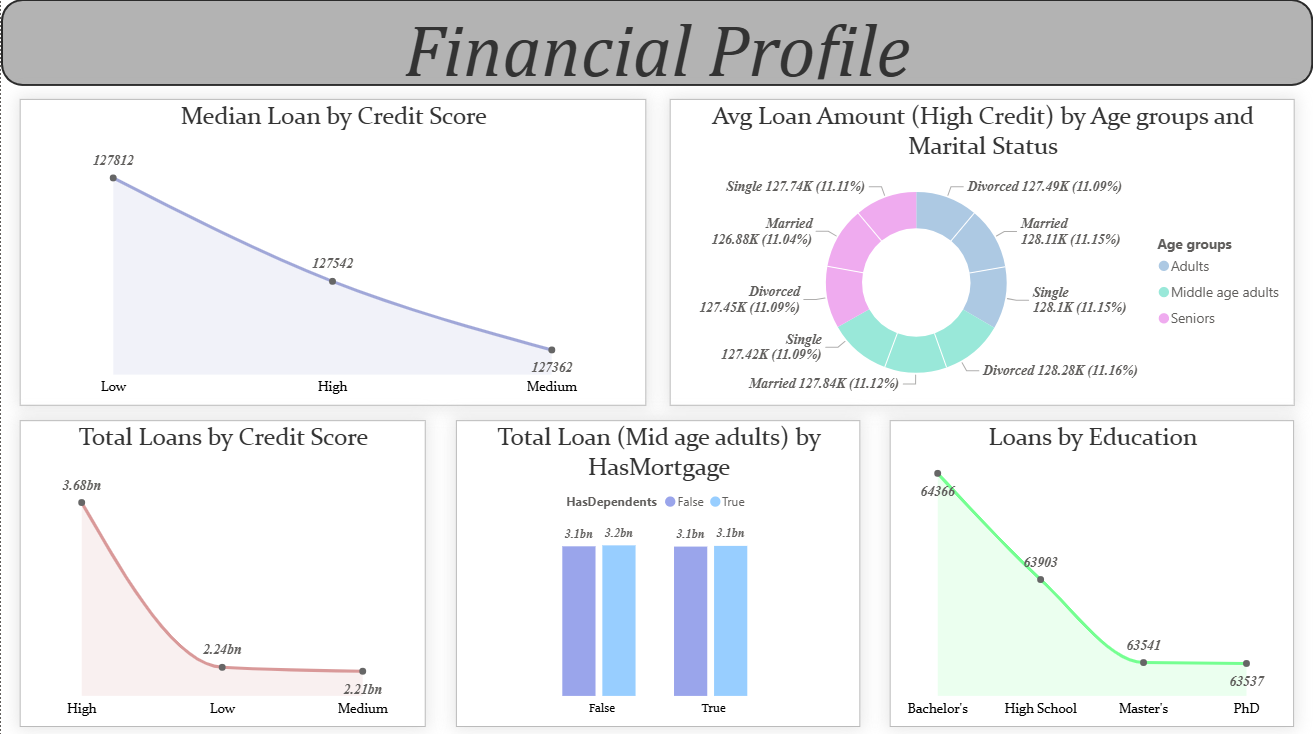 Financial Profile
Median Loan by Credit Score
127812
127542
127362
Low
High
Medium
Avg Loan Amount (High Credit) by Age groups and
Marital Status
Single 127.74K (11.11%)
Divorced 127.49K (11.09%)
Married
126.88K (11.04%)
Married
128.11K (11.15%)
Divorced
127.45K (11.09%)
Single
128.1K (11.15%)
Single
127.42K (11.09%)
Married 127.84K (11.12%)
Divorced 128.28K (11.16%)
Age groups
Adults
Middle age adults
Seniors
Total Loans by Credit Score
3.68bn
2.24bn
2.21bn
High
Low
Medium
Total Loan (Mid age adults) by
HasMortgage
HasDependents False True
3.1bn
3.2bn
3.1bn
3.1bn
False
True
Loans by Education
64366
63903
63541
63537
Bachelor's
High School
Master's
PhD